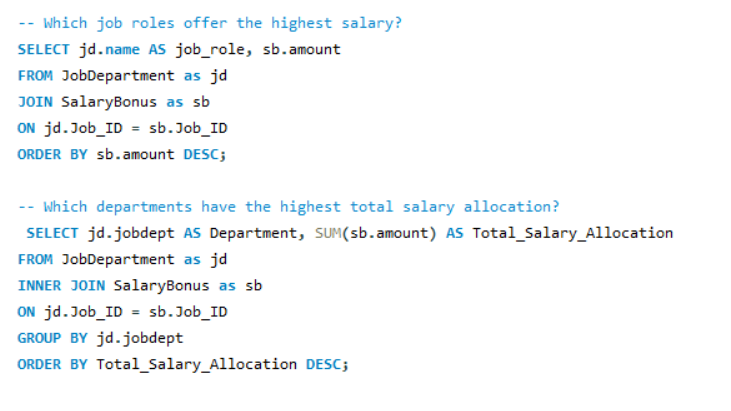 -- Which job roles offer the highest salary?
SELECT jd.name AS job_role, sb.amount
FROM JobDepartment as jd
JOIN SalaryBonus as sb
ON jd.Job_ID = sb.Job_ID
ORDER BY sb.amount DESC;

-- Which departments have the highest total salary allocation?
 SELECT jd.jobdept AS Department, SUM(sb.amount) AS Total_Salary_Allocation
FROM JobDepartment as jd
INNER JOIN SalaryBonus as sb
ON jd.Job_ID = sb.Job_ID
GROUP BY jd.jobdept
ORDER BY Total_Salary_Allocation DESC;